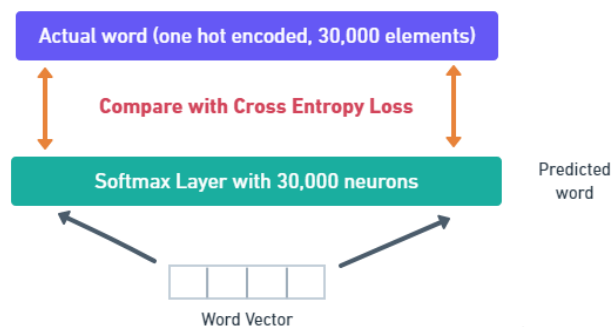 Actual word (one hot encoded, 30,000 elements)
Compare with Cross Entropy Loss
Softmax Layer with 30,000 neurons
Predicted
word
Word Vector